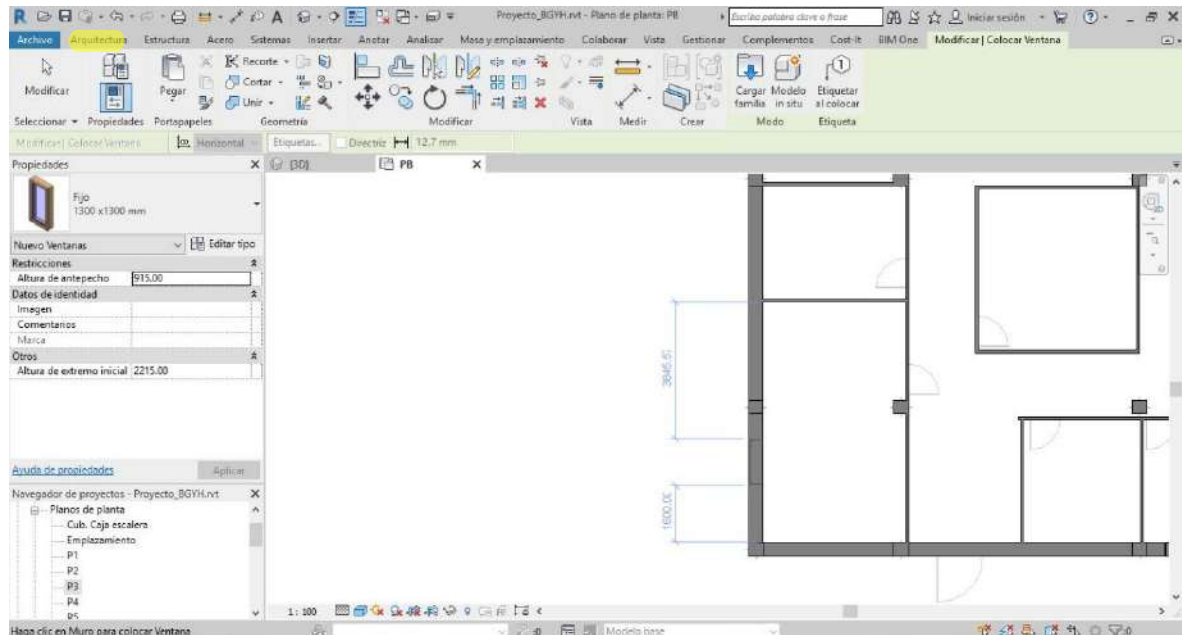 Proyecto_BGYH.rvt - Plano de planta: PB
Escriba palabra clave o frase
Iniciar sesión
Archivo Arquitectura Estructura Acero Sistemas Insertar Anotar Analizar Masa y emplazamiento Colaborar Vista Gestionar Complementos Cost-It BIM One Modificar | Colocar Ventana
Modificar
Pegar
Recorte
Cortar
Unir
Cargar familia
Modelo in situ
Etiquetar al colocar
Seleccionar Propiedades Portapapeles Geometría Modificar Vista Medir Crear Modo Etiqueta
Modificar | Colocar Ventana Horizontal Etiquetas... Directriz 12.7 mm
Propiedades
{3D}
PB
Fijo
1300 x1300 mm
Nuevo Ventanas Editar tipo
Restricciones
Altura de antepecho 915.00
Datos de identidad
Imagen
Comentarios
Marca
Otros
Altura de extremo inicial 2215.00
Ayuda de propiedades Aplicar
Navegador de proyectos - Proyecto_BGYH.rvt
Planos de planta
Cub. Caja escalera
Emplazamiento
P1
P2
P3
P4
P5
1600.00
1 : 100
Haga clic en Muro para colocar Ventana
:0
Modelo base